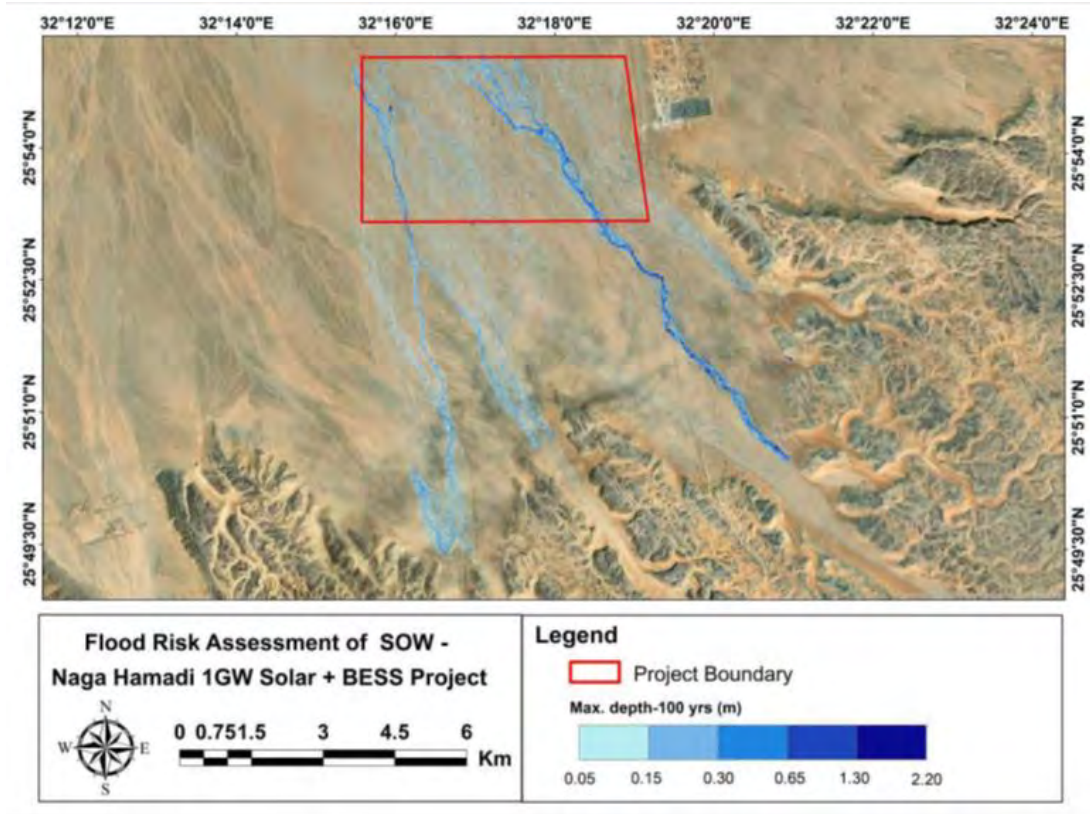 32°12'0"E 32°14'0"E 32°16'0"E 32°18'0"E 32°20'0"E 32°22'0"E 32°24'0"E
25°54'0"N 25°54'0"N
25°52'30"N 25°52'30"N
25°51'0"N 25°51'0"N
25°49'30"N 25°49'30"N
Flood Risk Assessment of SOW -
Naga Hamadi 1GW Solar + BESS Project
N
W E
S
0 0.75 1.5 3 4.5 6
Km
Legend
Project Boundary
Max. depth-100 yrs (m)
0.05 0.15 0.30 0.65 1.30 2.20